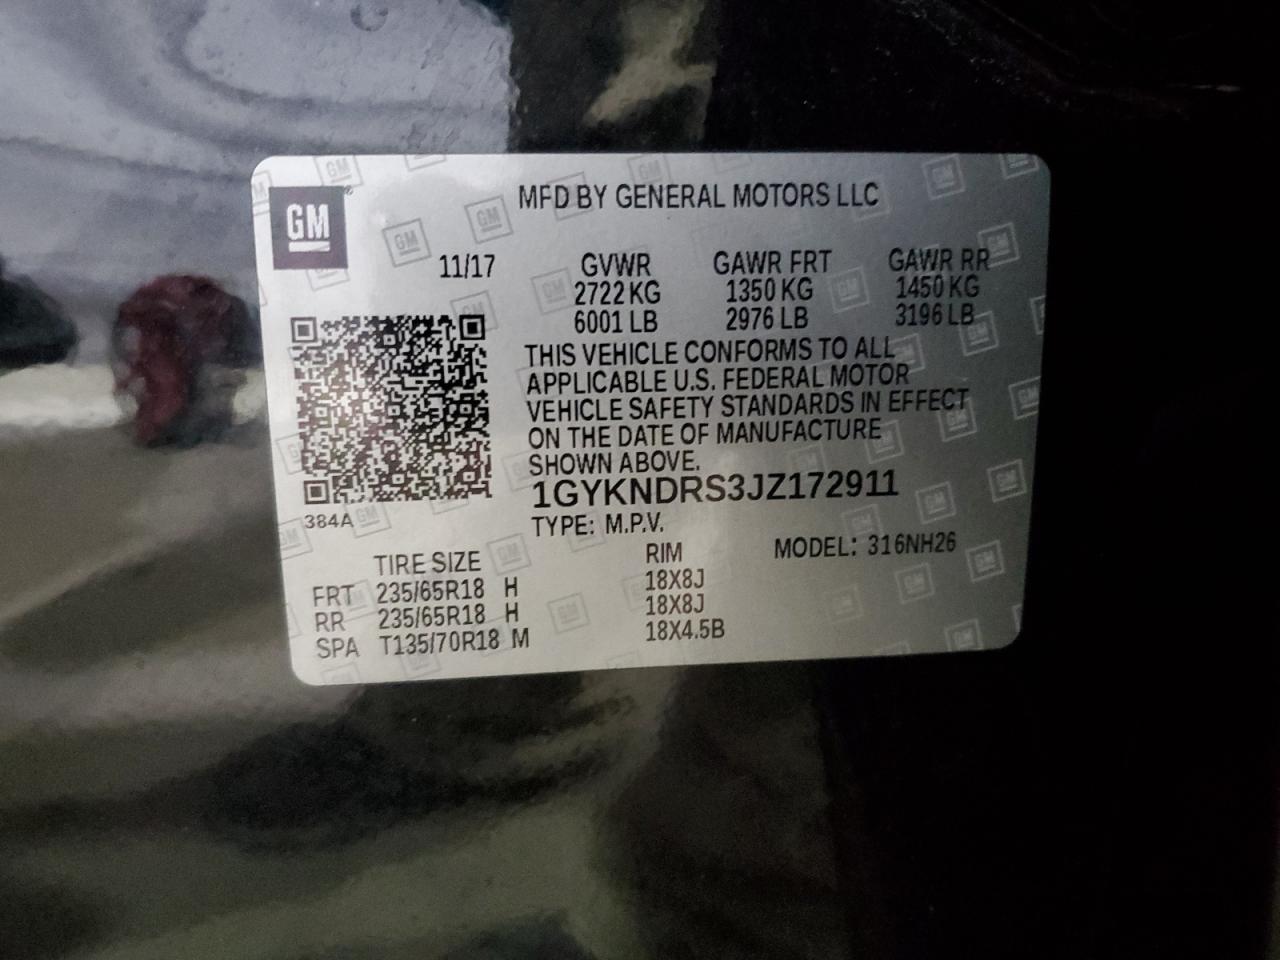 GM
MFD BY GENERAL MOTORS LLC
11/17 GVWR GAWR FRT GAWR RR
2722 KG 1350 KG 1450 KG
6001 LB 2976 LB 3196 LB
THIS VEHICLE CONFORMS TO ALL
APPLICABLE U.S. FEDERAL MOTOR
VEHICLE SAFETY STANDARDS IN EFFECT
ON THE DATE OF MANUFACTURE
SHOWN ABOVE.
1GYKNDRS3JZ172911
384A
TYPE: M.P.V.
MODEL: 316NH26
TIRE SIZE RIM
FRT 235/65R18 H 18X8J
RR 235/65R18 H 18X8J
SPA T135/70R18 M 18X4.5B